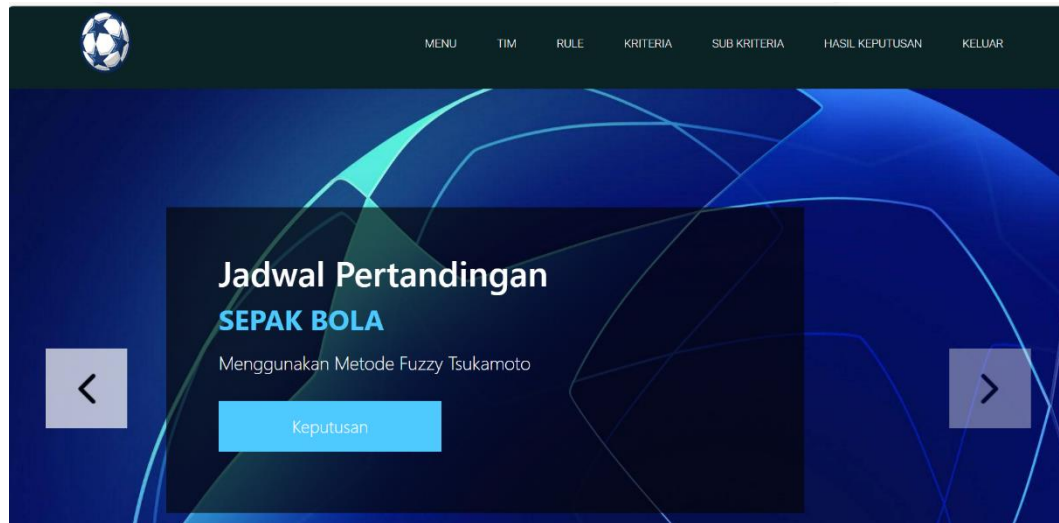 MENU TIM RULE KRITERIA SUB KRITERIA HASIL KEPUTUSAN KELUAR
Jadwal Pertandingan
SEPAK BOLA
Menggunakan Metode Fuzzy Tsukamoto
Keputusan